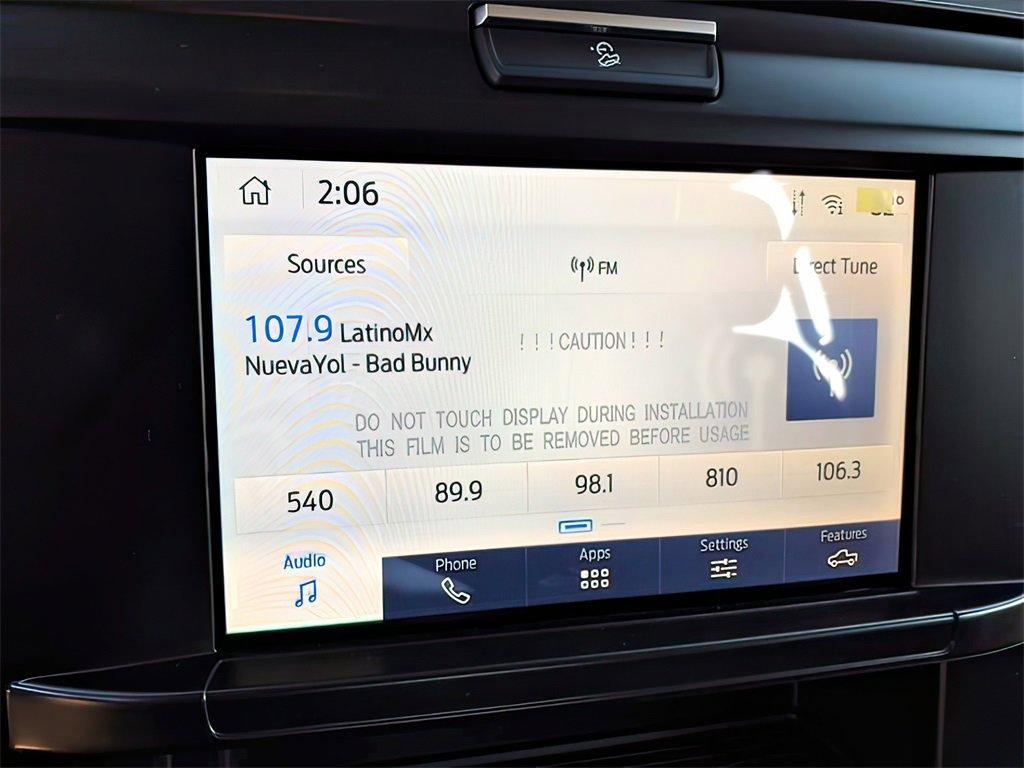 2:06
Sources
FM
Direct Tune
107.9 LatinoMx
! ! !CAUTION! ! !
NuevaYol - Bad Bunny
DO NOT TOUCH DISPLAY DURING INSTALLATION
THIS FILM IS TO BE REMOVED BEFORE USAGE
540 89.9 98.1 810 106.3
Audio Phone Apps Settings Features